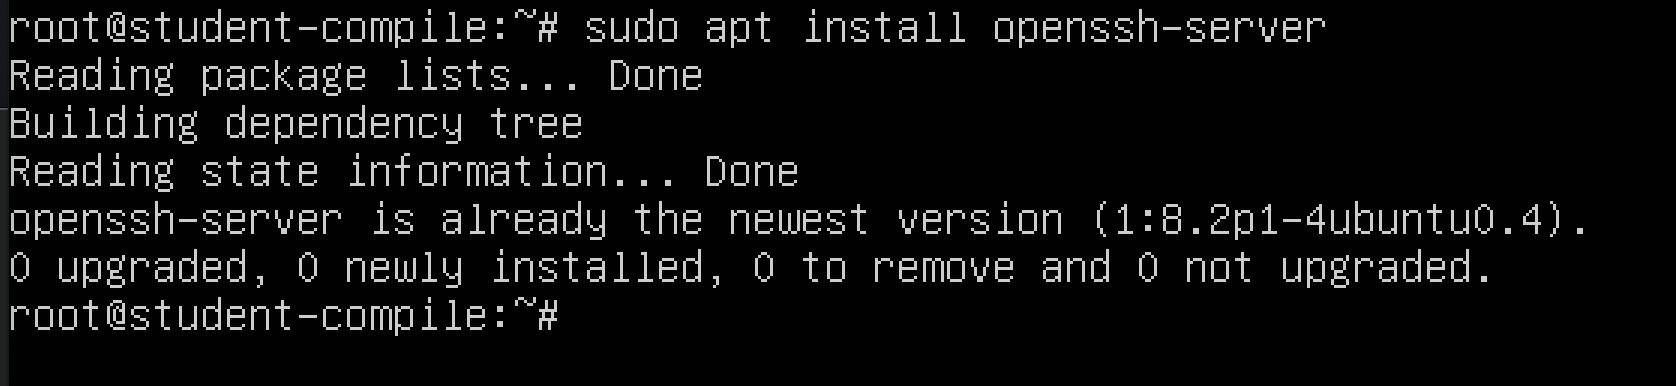 root@student-compile:~# sudo apt install openssh-server
Reading package lists... Done
Building dependency tree
Reading state information... Done
openssh-server is already the newest version (1:8.2p1-4ubuntu0.4).
0 upgraded, 0 newly installed, 0 to remove and 0 not upgraded.
root@student-compile:~#